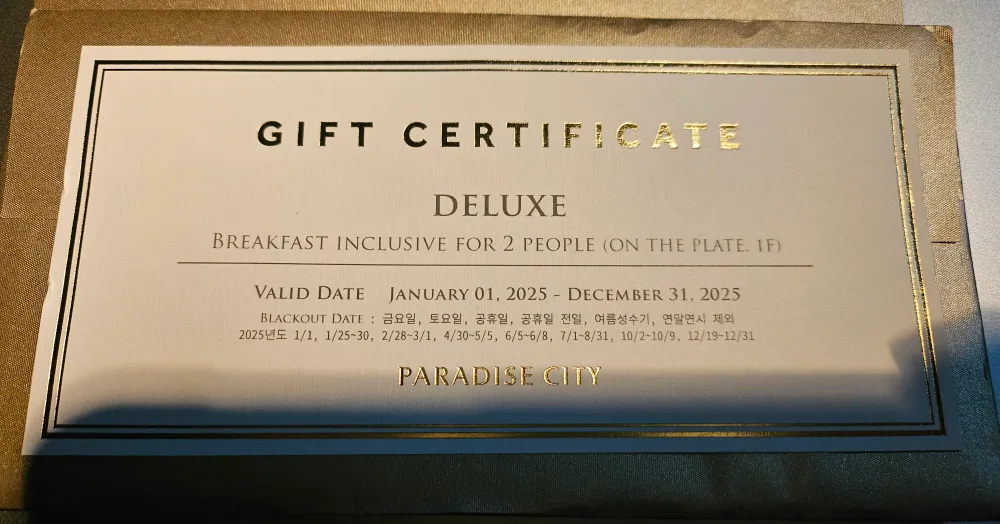 GIFT CERTIFICATE
DELUXE
BREAKFAST INCLUSIVE FOR 2 PEOPLE (ON THE PLATE. 1F)
VALID DATE JANUARY 01, 2025 - DECEMBER 31, 2025
BLACKOUT DATE : 금요일, 토요일, 공휴일, 공휴일 전일, 여름성수기, 연말연시 제외
2025년도 1/1, 1/25~30, 2/28~3/1, 4/30~5/5, 6/5~6/8, 7/1~8/31, 10/2~10/9, 12/19~12/31
PARADISE CITY